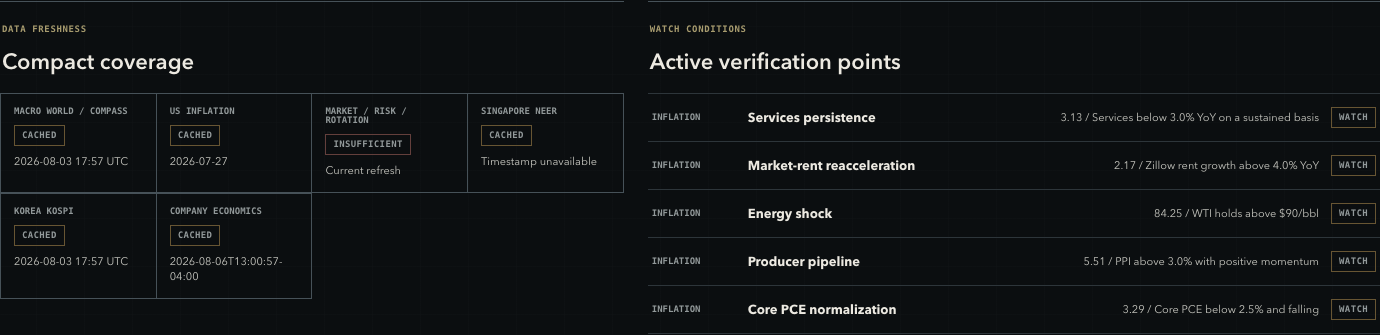 DATA FRESHNESS
Compact coverage
MACRO WORLD / COMPASS
CACHED
2026-08-03 17:57 UTC
US INFLATION
CACHED
2026-07-27
MARKET / RISK /
ROTATION
INSUFFICIENT
Current refresh
SINGAPORE NEER
CACHED
Timestamp unavailable
KOREA KOSPI
CACHED
2026-08-03 17:57 UTC
COMPANY ECONOMICS
CACHED
2026-08-06T13:00:57-
04:00
WATCH CONDITIONS
Active verification points
INFLATION Services persistence 3.13 / Services below 3.0% YoY on a sustained basis WATCH
INFLATION Market-rent reacceleration 2.17 / Zillow rent growth above 4.0% YoY WATCH
INFLATION Energy shock 84.25 / WTI holds above $90/bbl WATCH
INFLATION Producer pipeline 5.51 / PPI above 3.0% with positive momentum WATCH
INFLATION Core PCE normalization 3.29 / Core PCE below 2.5% and falling WATCH